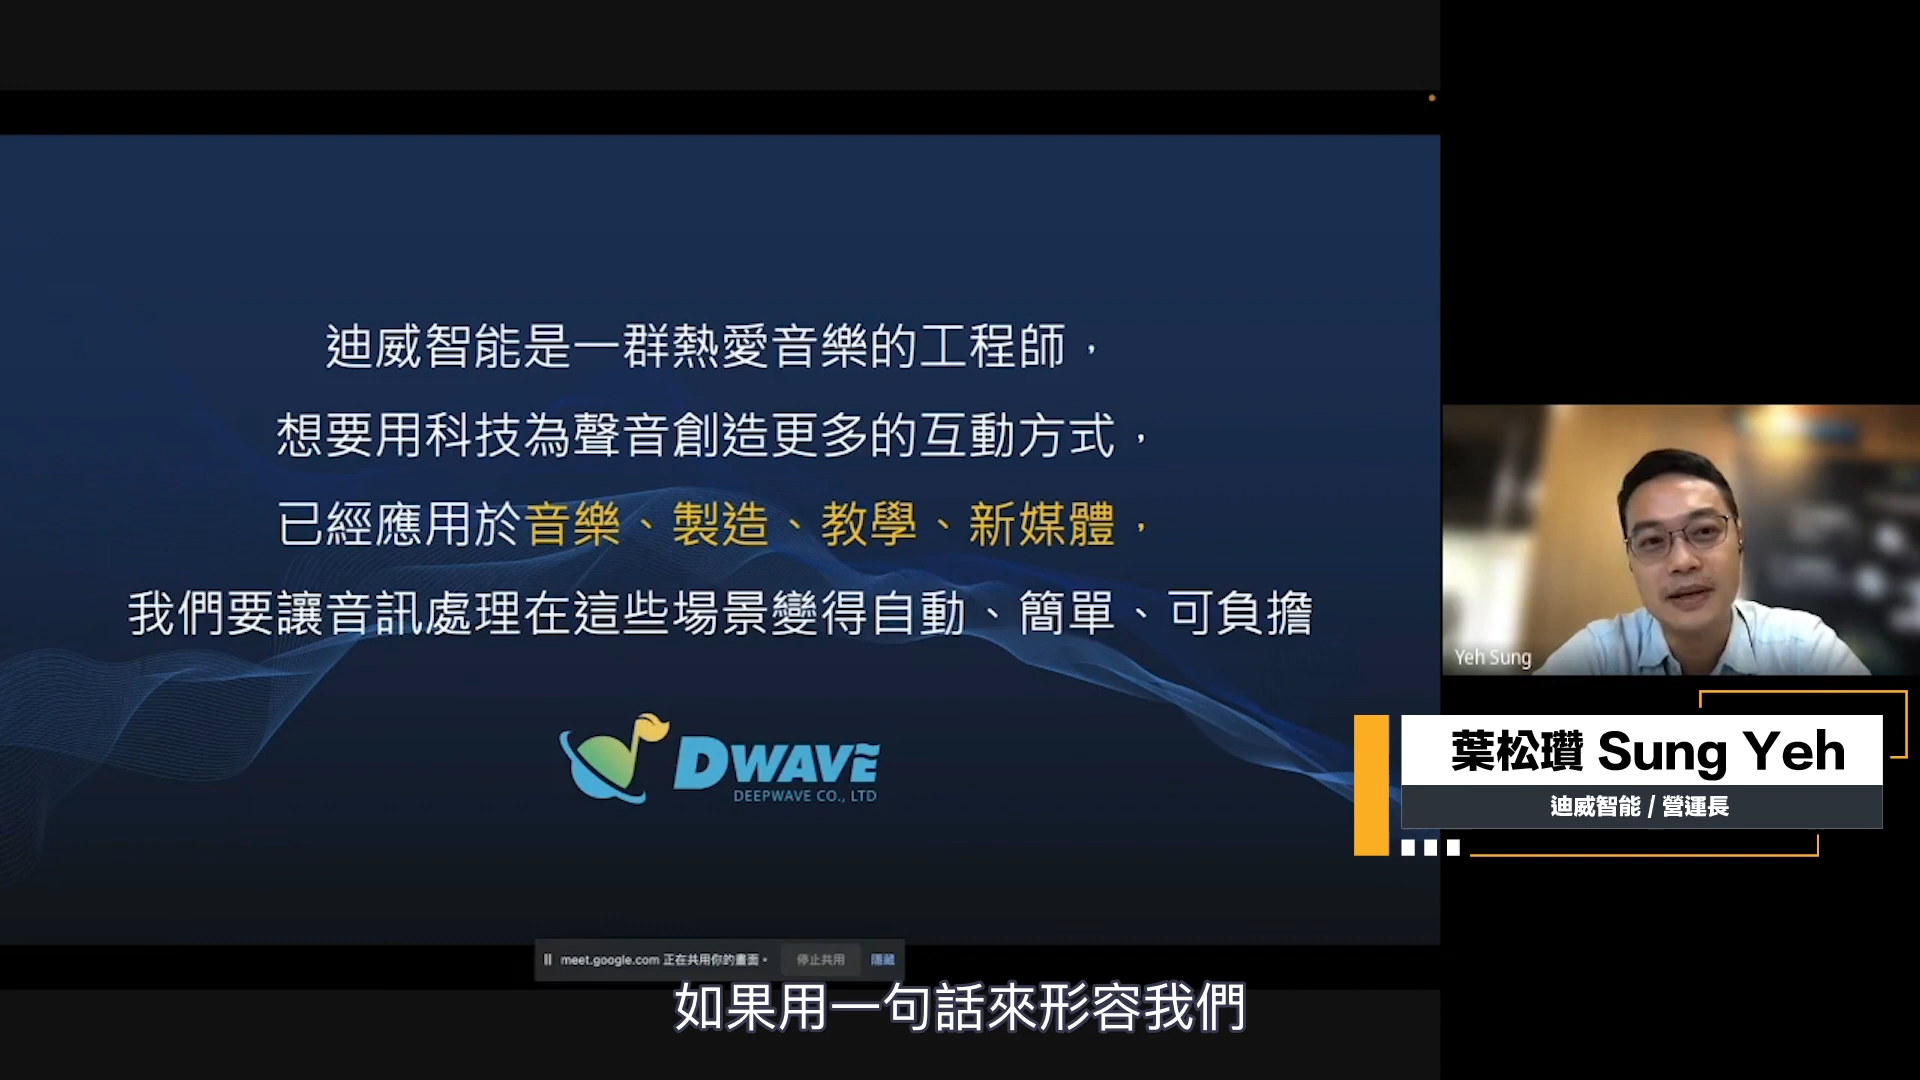 迪威智能是一群熱愛音樂的工程師，
想要用科技為聲音創造更多的互動方式，
已經應用於音樂、製造、教學、新媒體，
我們要讓音訊處理在這些場景變得自動、簡單、可負擔
DWAVE
DEEPWAVE CO., LTD
Yeh Sung
葉松瓚 Sung Yeh
迪威智能 / 營運長
meet.google.com 正在共用你的畫面。 停止共用 隱藏
如果用一句話來形容我們